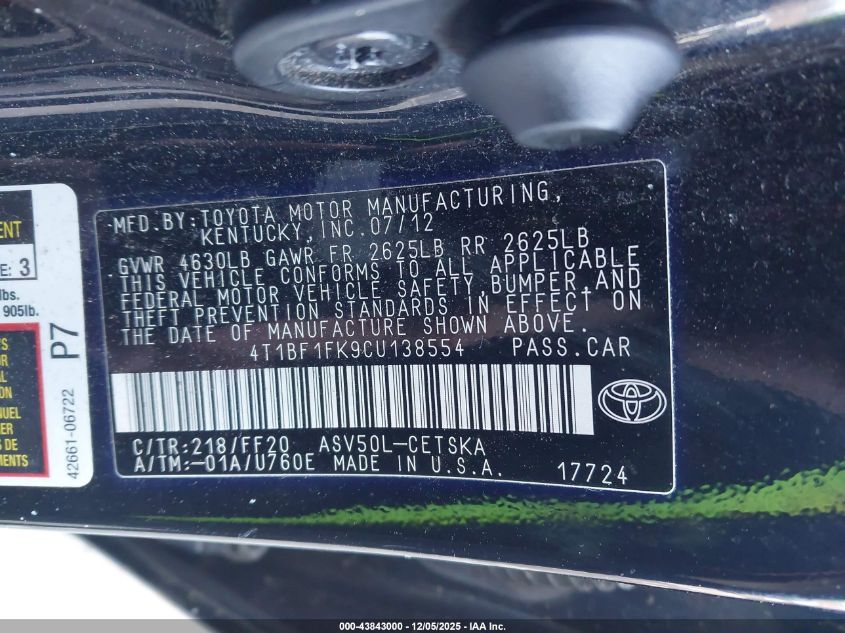 MFD.BY:TOYOTA MOTOR MANUFACTURING,
KENTUCKY, INC.07/12
GVWR 4630LB GAWR FR 2625LB RR 2625LB
THIS VEHICLE CONFORMS TO ALL APPLICABLE
FEDERAL MOTOR VEHICLE SAFETY,BUMPER,AND
THEFT PREVENTION STANDARDS IN EFFECT ON
THE DATE OF MANUFACTURE SHOWN ABOVE.
4T1BF1FK9CU138554 PASS.CAR
C/TR:218/FF20 ASV50L-CETSKA
A/TM:-01A/U760E MADE IN U.S.A.
17724
E: 3
lbs.
905lb.
P7
42661-06722
000-43843000 - 12/05/2025 - IAA Inc.